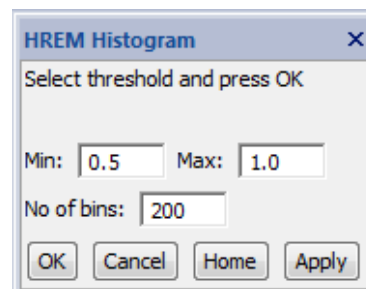 HREM Histogram ×
Select threshold and press OK
Min: 0.5 Max: 1.0
No of bins: 200
OK Cancel Home Apply